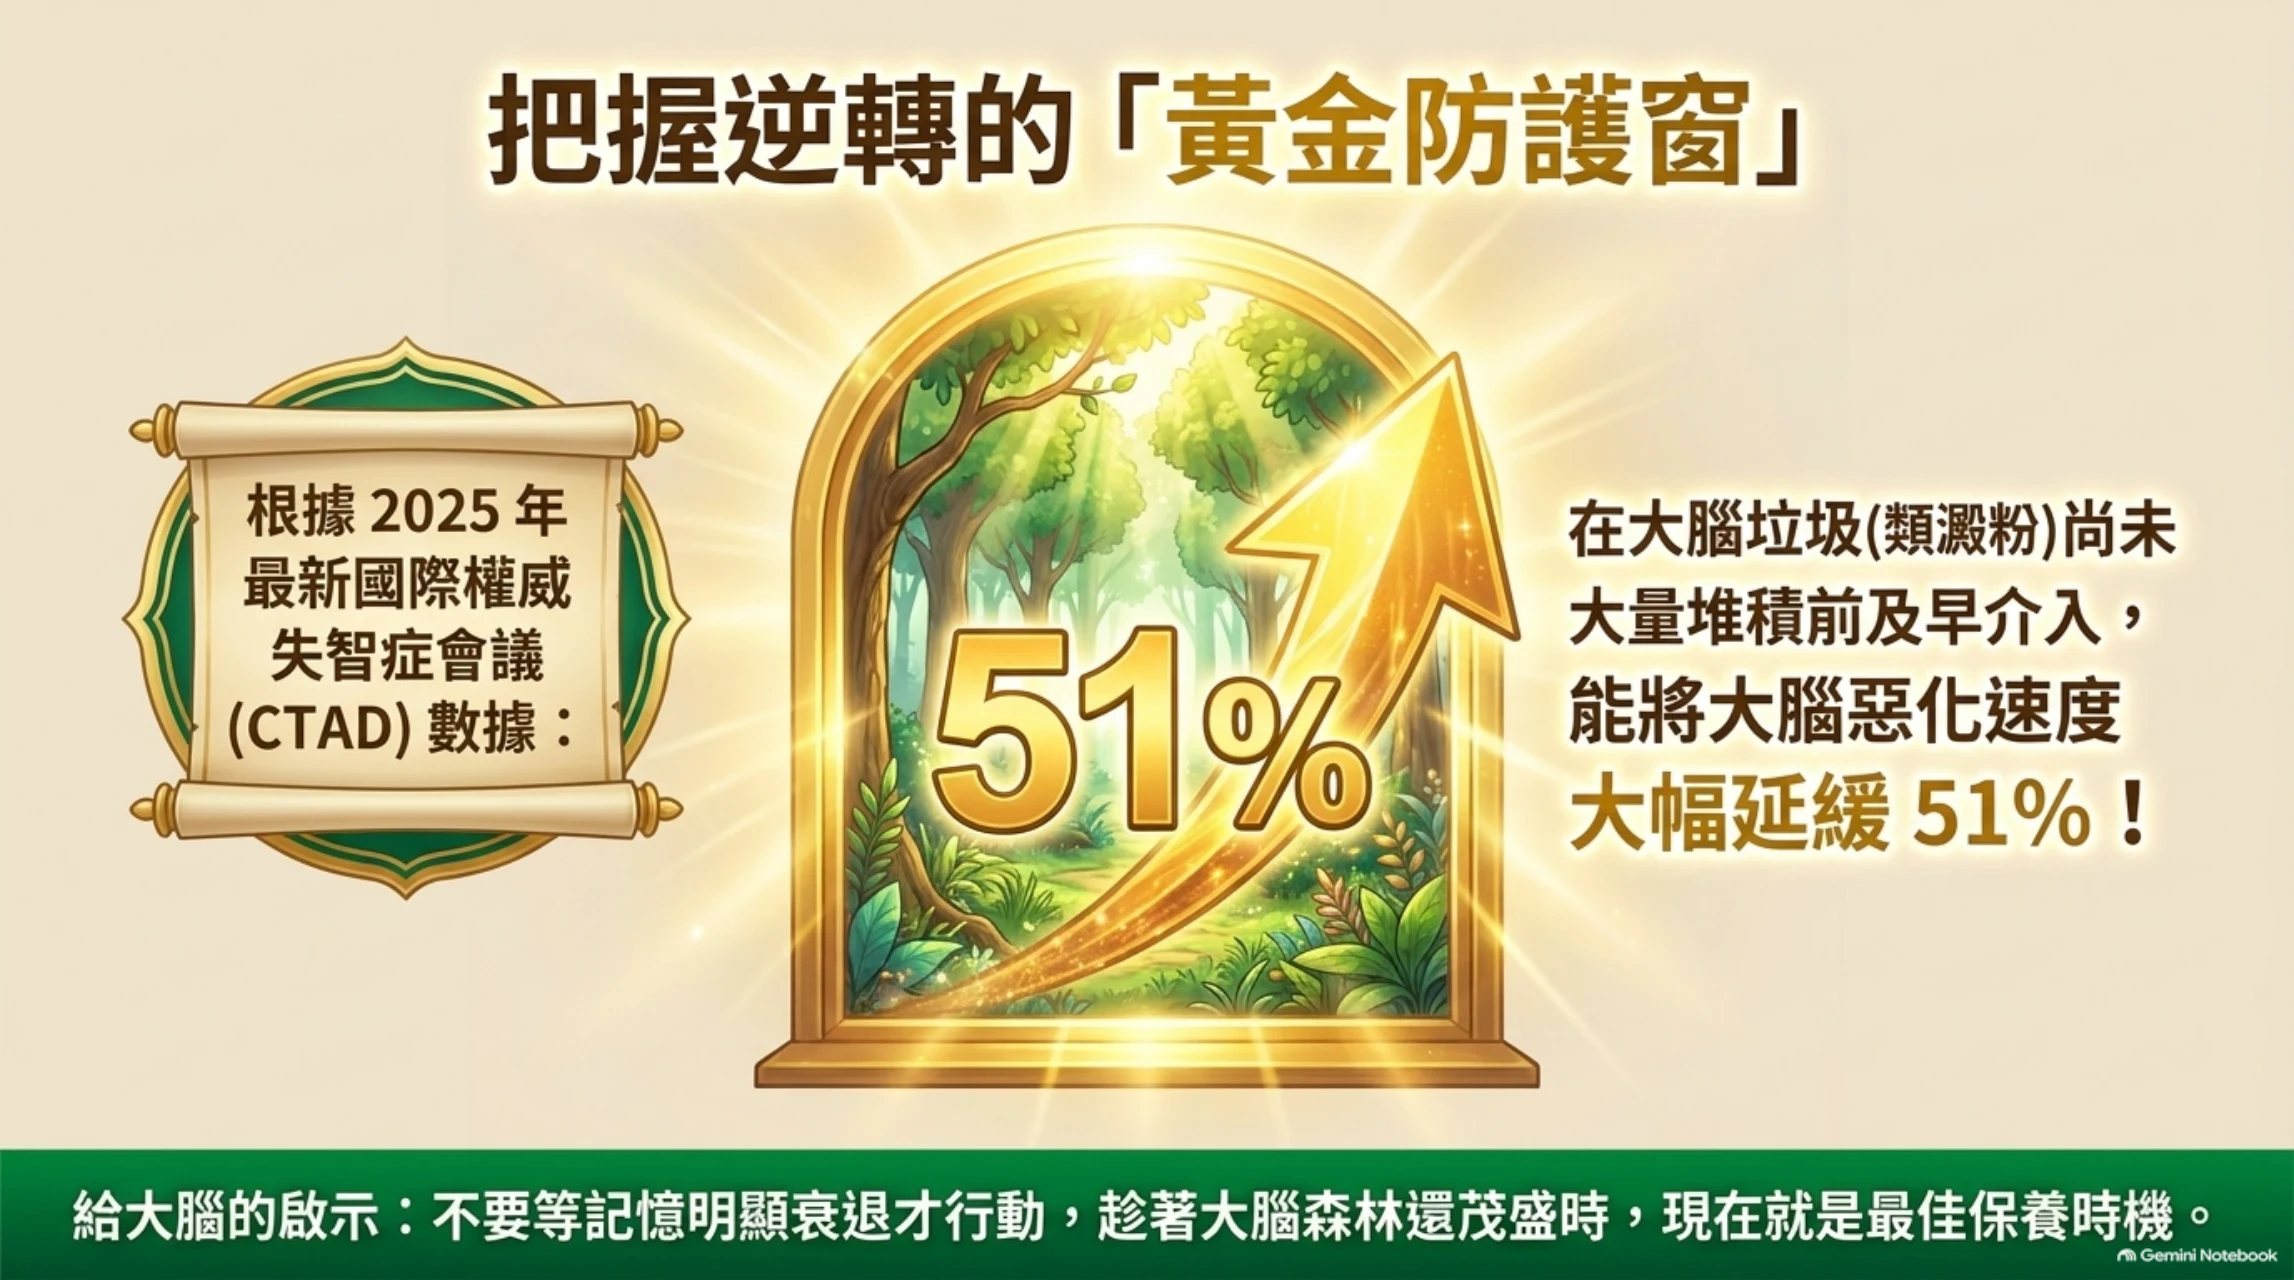 把握逆轉的「黃金防護窗」
根據 2025 年
最新國際權威
失智症會議
(CTAD) 數據：
51%
在大腦垃圾(類澱粉)尚未
大量堆積前及早介入，
能將大腦惡化速度
大幅延緩 51%！
給大腦的啟示：不要等記憶明顯衰退才行動，趁著大腦森林還茂盛時，現在就是最佳保養時機。
Gemini Notebook